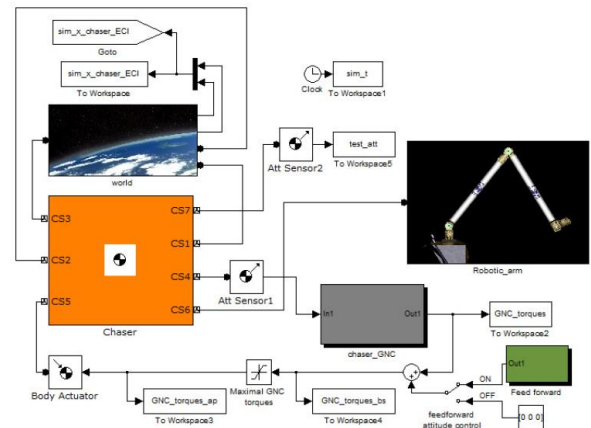 sim_x_chaser_ECI
Goto
sim_x_chaser_ECI
To Workspace
Clock
sim_t
To Workspace1
world
Att Sensor2
test_att
To Workspace5
Robotic_arm
CS3
CS2
CS5
CS7
CS1
CS4
CS6
Chaser
Att Sensor1
In1
Out1
chaser_GNC
GNC_torques
To Workspace2
Body Actuator
GNC_torques_ap
To Workspace3
Maximal GNC
torques
GNC_torques_bs
To Workspace4
ON
OFF
feedforward
attitude control
Out1
Feed forward
[0 0 0]